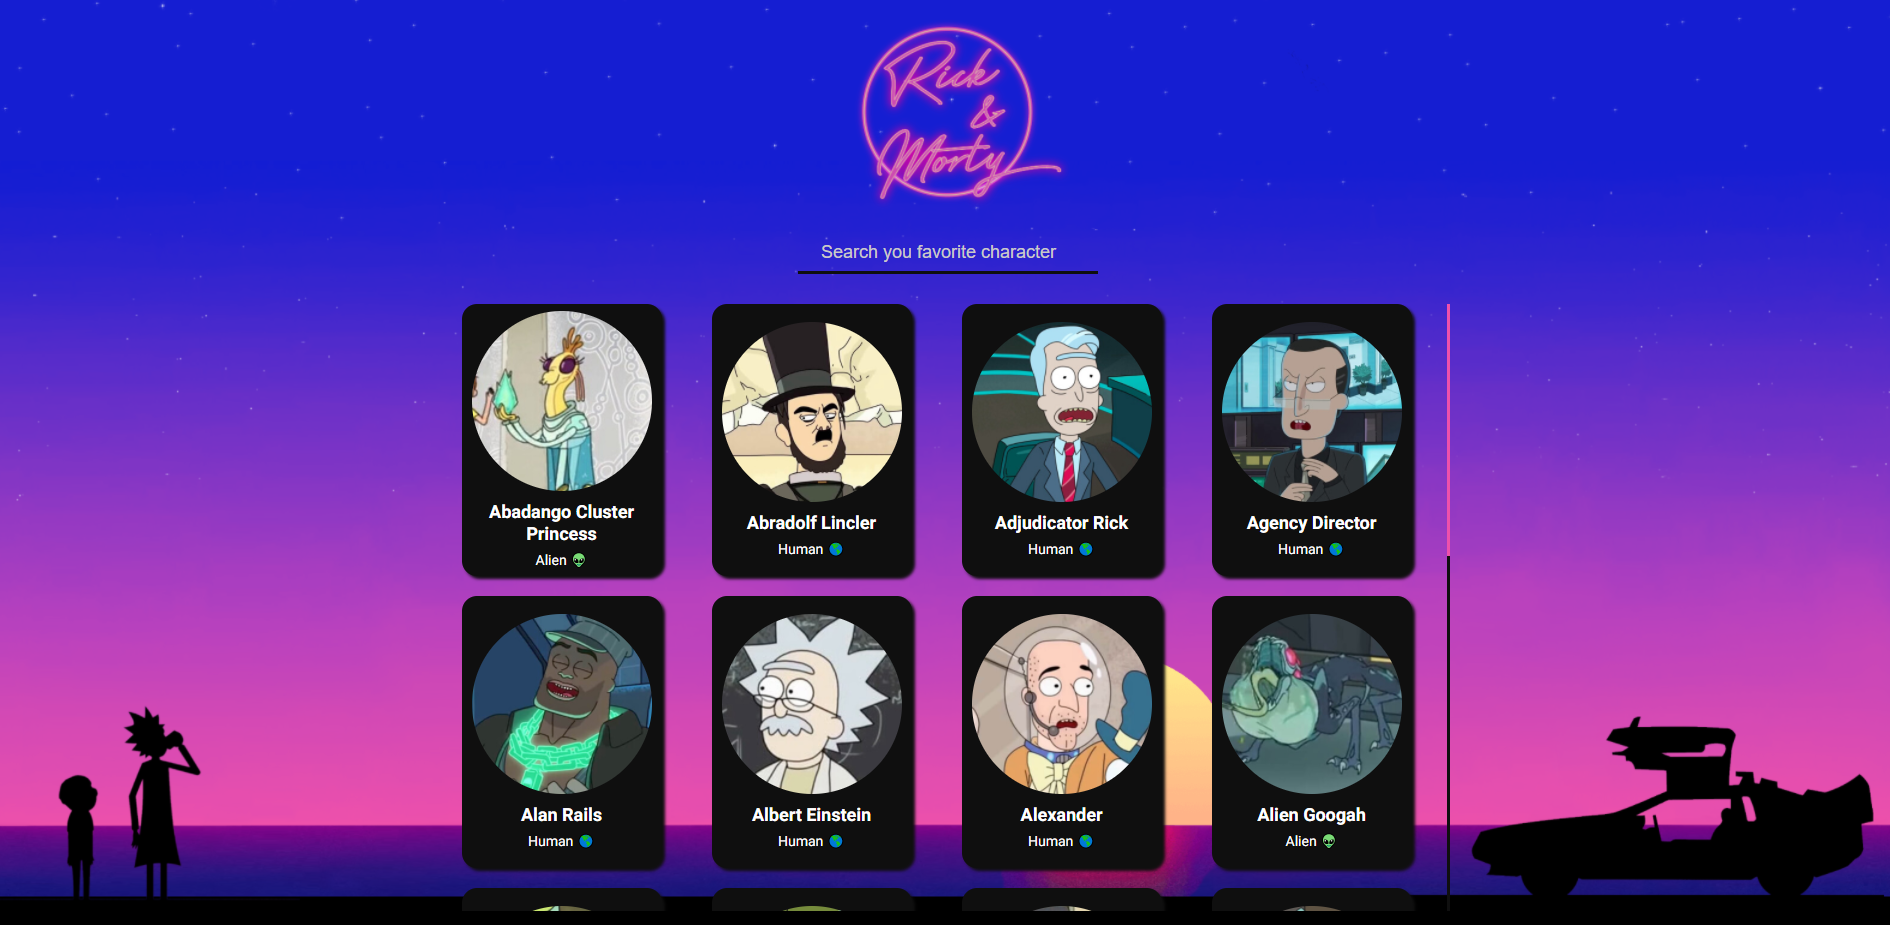 Rick
&
Morty
Search you favorite character
Abadango Cluster
Princess
Alien
Abradolf Lincler
Human
Adjudicator Rick
Human
Agency Director
Human
Alan Rails
Human
Albert Einstein
Human
Alexander
Human
Alien Googah
Alien